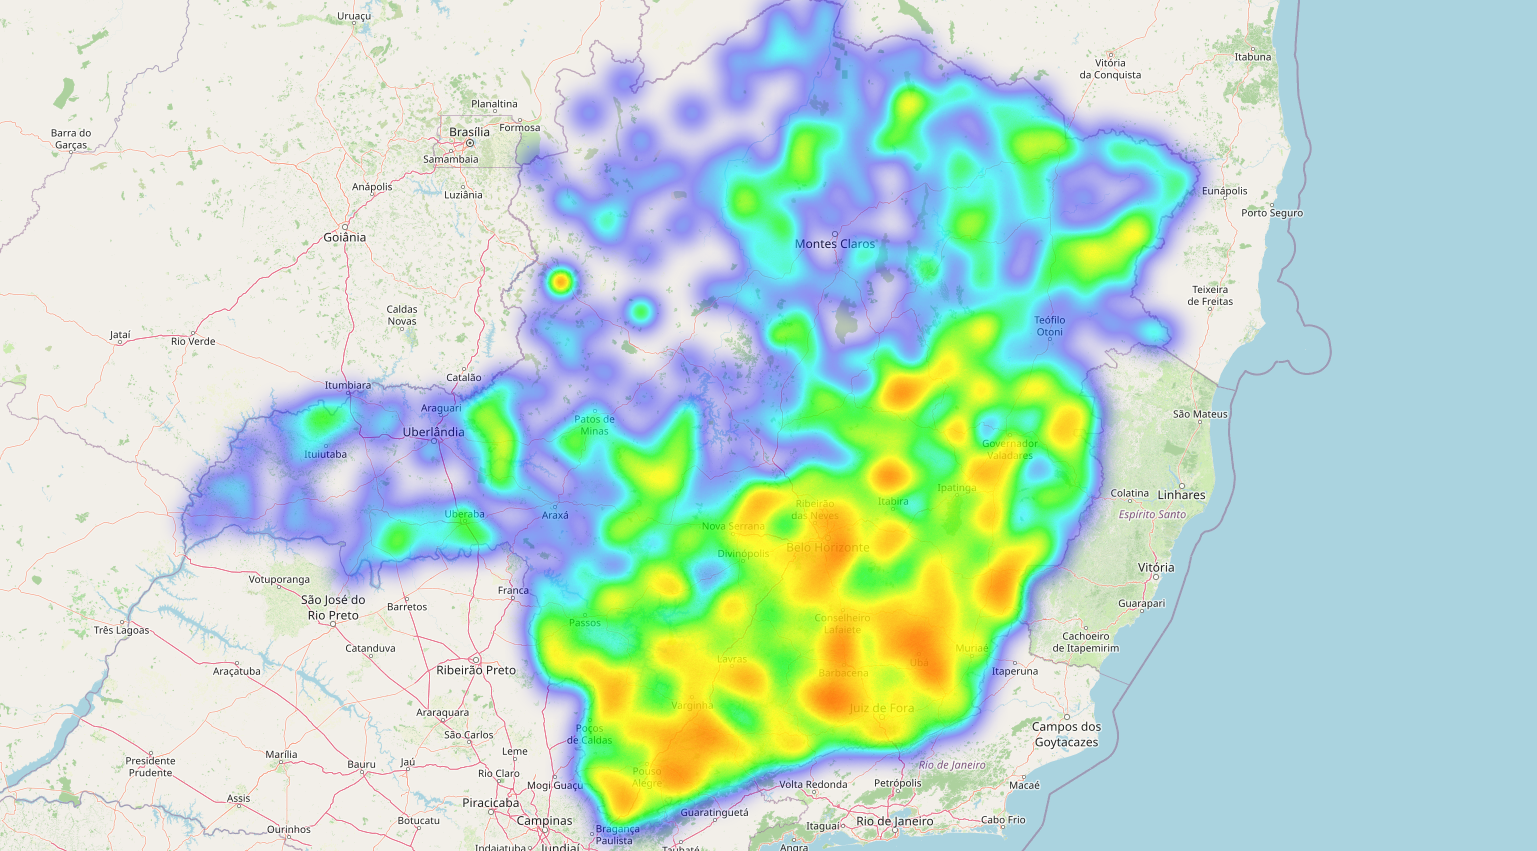 Uruaçu
Itabuna
Vitória
da Conquista
Planaltina
Formosa
Barra do
Garças
Brasília
Samambaia
Anápolis
Luziânia
Eunápolis
Porto Seguro
Goiânia
Montes Claros
Teixeira
de Freitas
Caldas
Novas
Teófilo
Otoni
Jataí
Rio Verde
Catalão
Itumbiara
Araguari
São Mateus
Patos de
Minas
Uberlândia
Governador
Valadares
Ituiutaba
Ipatinga
Colatina
Linhares
Itabira
Ribeirão
das Neves
Espírito Santo
Uberaba
Araxá
Nova Serrana
Belo Horizonte
Divinópolis
Vitória
Votuporanga
Franca
São José do
Rio Preto
Barretos
Guarapari
Três Lagoas
Passos
Conselheiro
Lafaiete
Cachoeiro
de Itapemirim
Catanduva
Muriaé
Araçatuba
Ribeirão Preto
Lavras
Ubá
Itaperuna
Barbacena
Varginha
Juiz de Fora
Araraquara
Poços
de Caldas
Campos dos
Goytacazes
São Carlos
Marília
Leme
Presidente
Prudente
Bauru
Jaú
Rio Claro
Pouso
Alegre
Rio de Janeiro
Mogi Guaçu
Volta Redonda
Petrópolis
Macaé
Assis
Piracicaba
Guaratinguetá
Botucatu
Campinas
Itaguaí
Rio de Janeiro
Cabo Frio
Ourinhos
Bragança
Paulista
Indaiatuba
Jundiaí
Taubaté
Angra